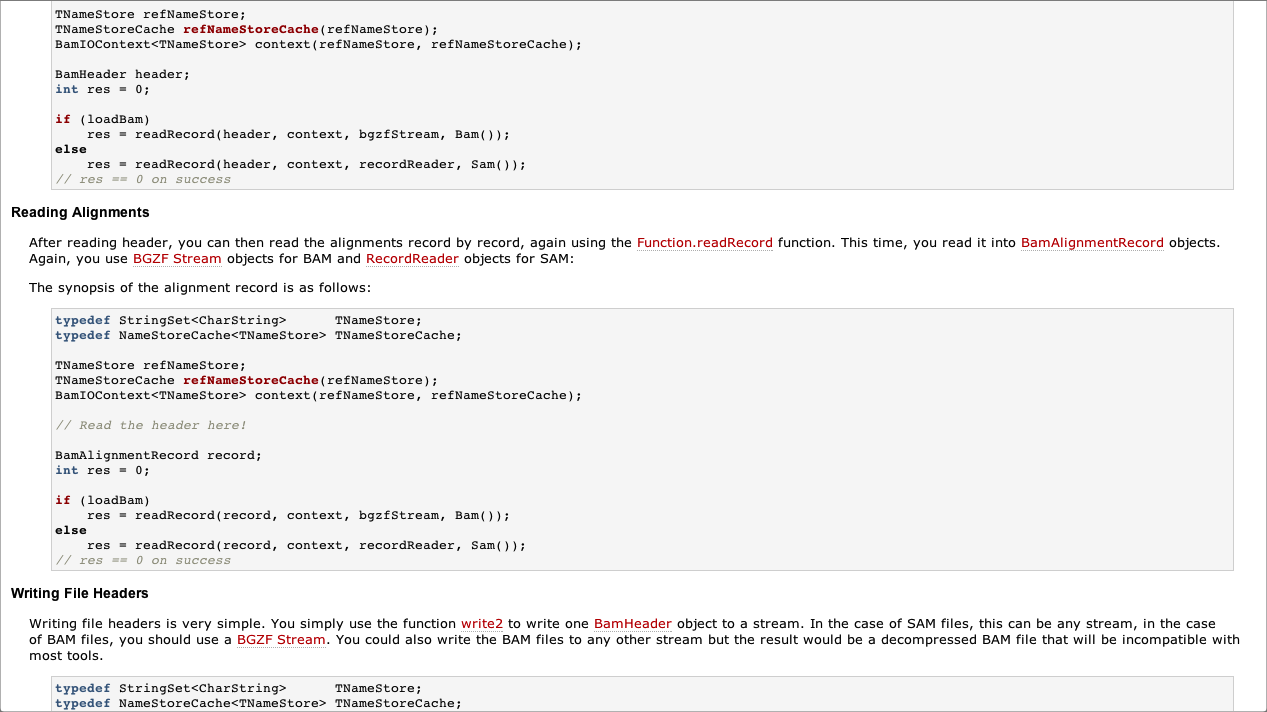 TNameStore refNameStore;
TNameStoreCache refNameStoreCache(refNameStore);
BamIOContext<TNameStore> context(refNameStore, refNameStoreCache);

BamHeader header;
int res = 0;

if (loadBam)
    res = readRecord(header, context, bgzfStream, Bam());
else
    res = readRecord(header, context, recordReader, Sam());
// res == 0 on success
Reading Alignments
After reading header, you can then read the alignments record by record, again using the Function.readRecord function. This time, you read it into BamAlignmentRecord objects.
Again, you use BGZF Stream objects for BAM and RecordReader objects for SAM:
The synopsis of the alignment record is as follows:
typedef StringSet<CharString>      TNameStore;
typedef NameStoreCache<TNameStore> TNameStoreCache;

TNameStore refNameStore;
TNameStoreCache refNameStoreCache(refNameStore);
BamIOContext<TNameStore> context(refNameStore, refNameStoreCache);

// Read the header here!

BamAlignmentRecord record;
int res = 0;

if (loadBam)
    res = readRecord(record, context, bgzfStream, Bam());
else
    res = readRecord(record, context, recordReader, Sam());
// res == 0 on success
Writing File Headers
Writing file headers is very simple. You simply use the function write2 to write one BamHeader object to a stream. In the case of SAM files, this can be any stream, in the case
of BAM files, you should use a BGZF Stream. You could also write the BAM files to any other stream but the result would be a decompressed BAM file that will be incompatible with
most tools.
typedef StringSet<CharString>      TNameStore;
typedef NameStoreCache<TNameStore> TNameStoreCache;